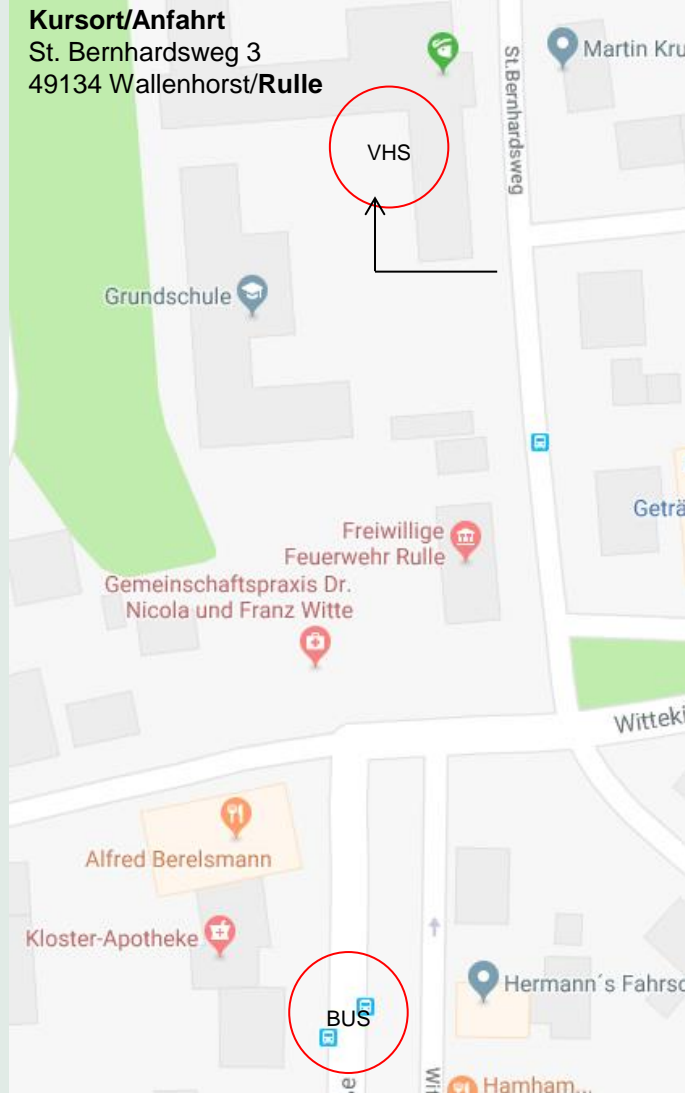 Kursort/Anfahrt
St. Bernhardsweg 3
49134 Wallenhorst/Rulle
St.Bernhardsweg
Martin Kru
VHS
Grundschule
Geträ
Freiwillige
Feuerwehr Rulle
Gemeinschaftspraxis Dr.
Nicola und Franz Witte
Witteki
Alfred Berelsmann
Kloster-Apotheke
Hermann´s Fahrsc
BUS
Wit
Hamham...